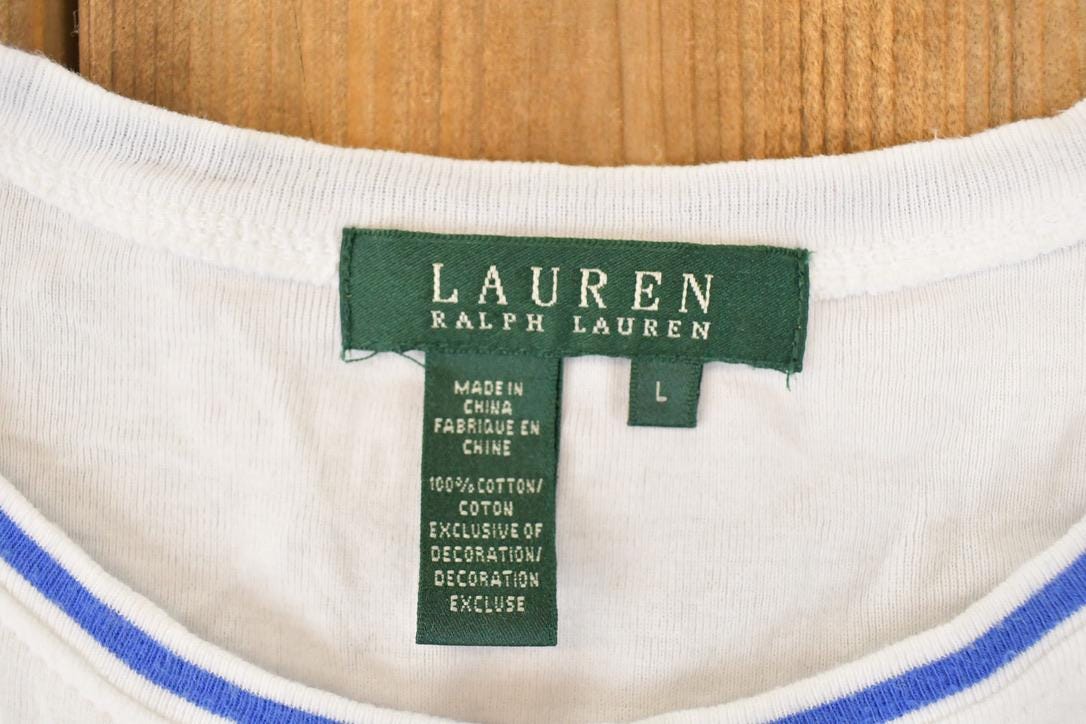 LAUREN
RALPH LAUREN
L
MADE IN
CHINA
FABRIQUE EN
CHINE
100% COTTON/
COTON
EXCLUSIVE OF
DECORATION/
DECORATION
EXCLUSE